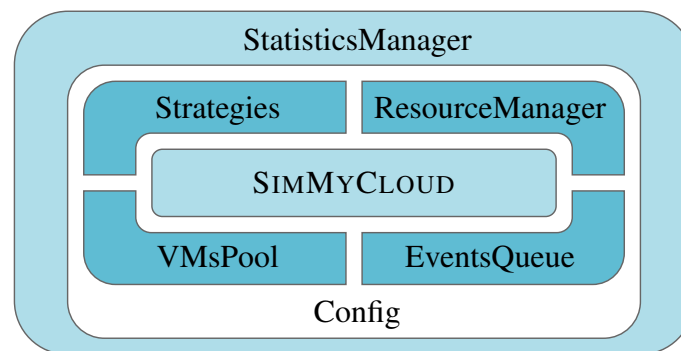 StatisticsManager
Strategies ResourceManager
SIMMYCLOUD
VMsPool EventsQueue
Config